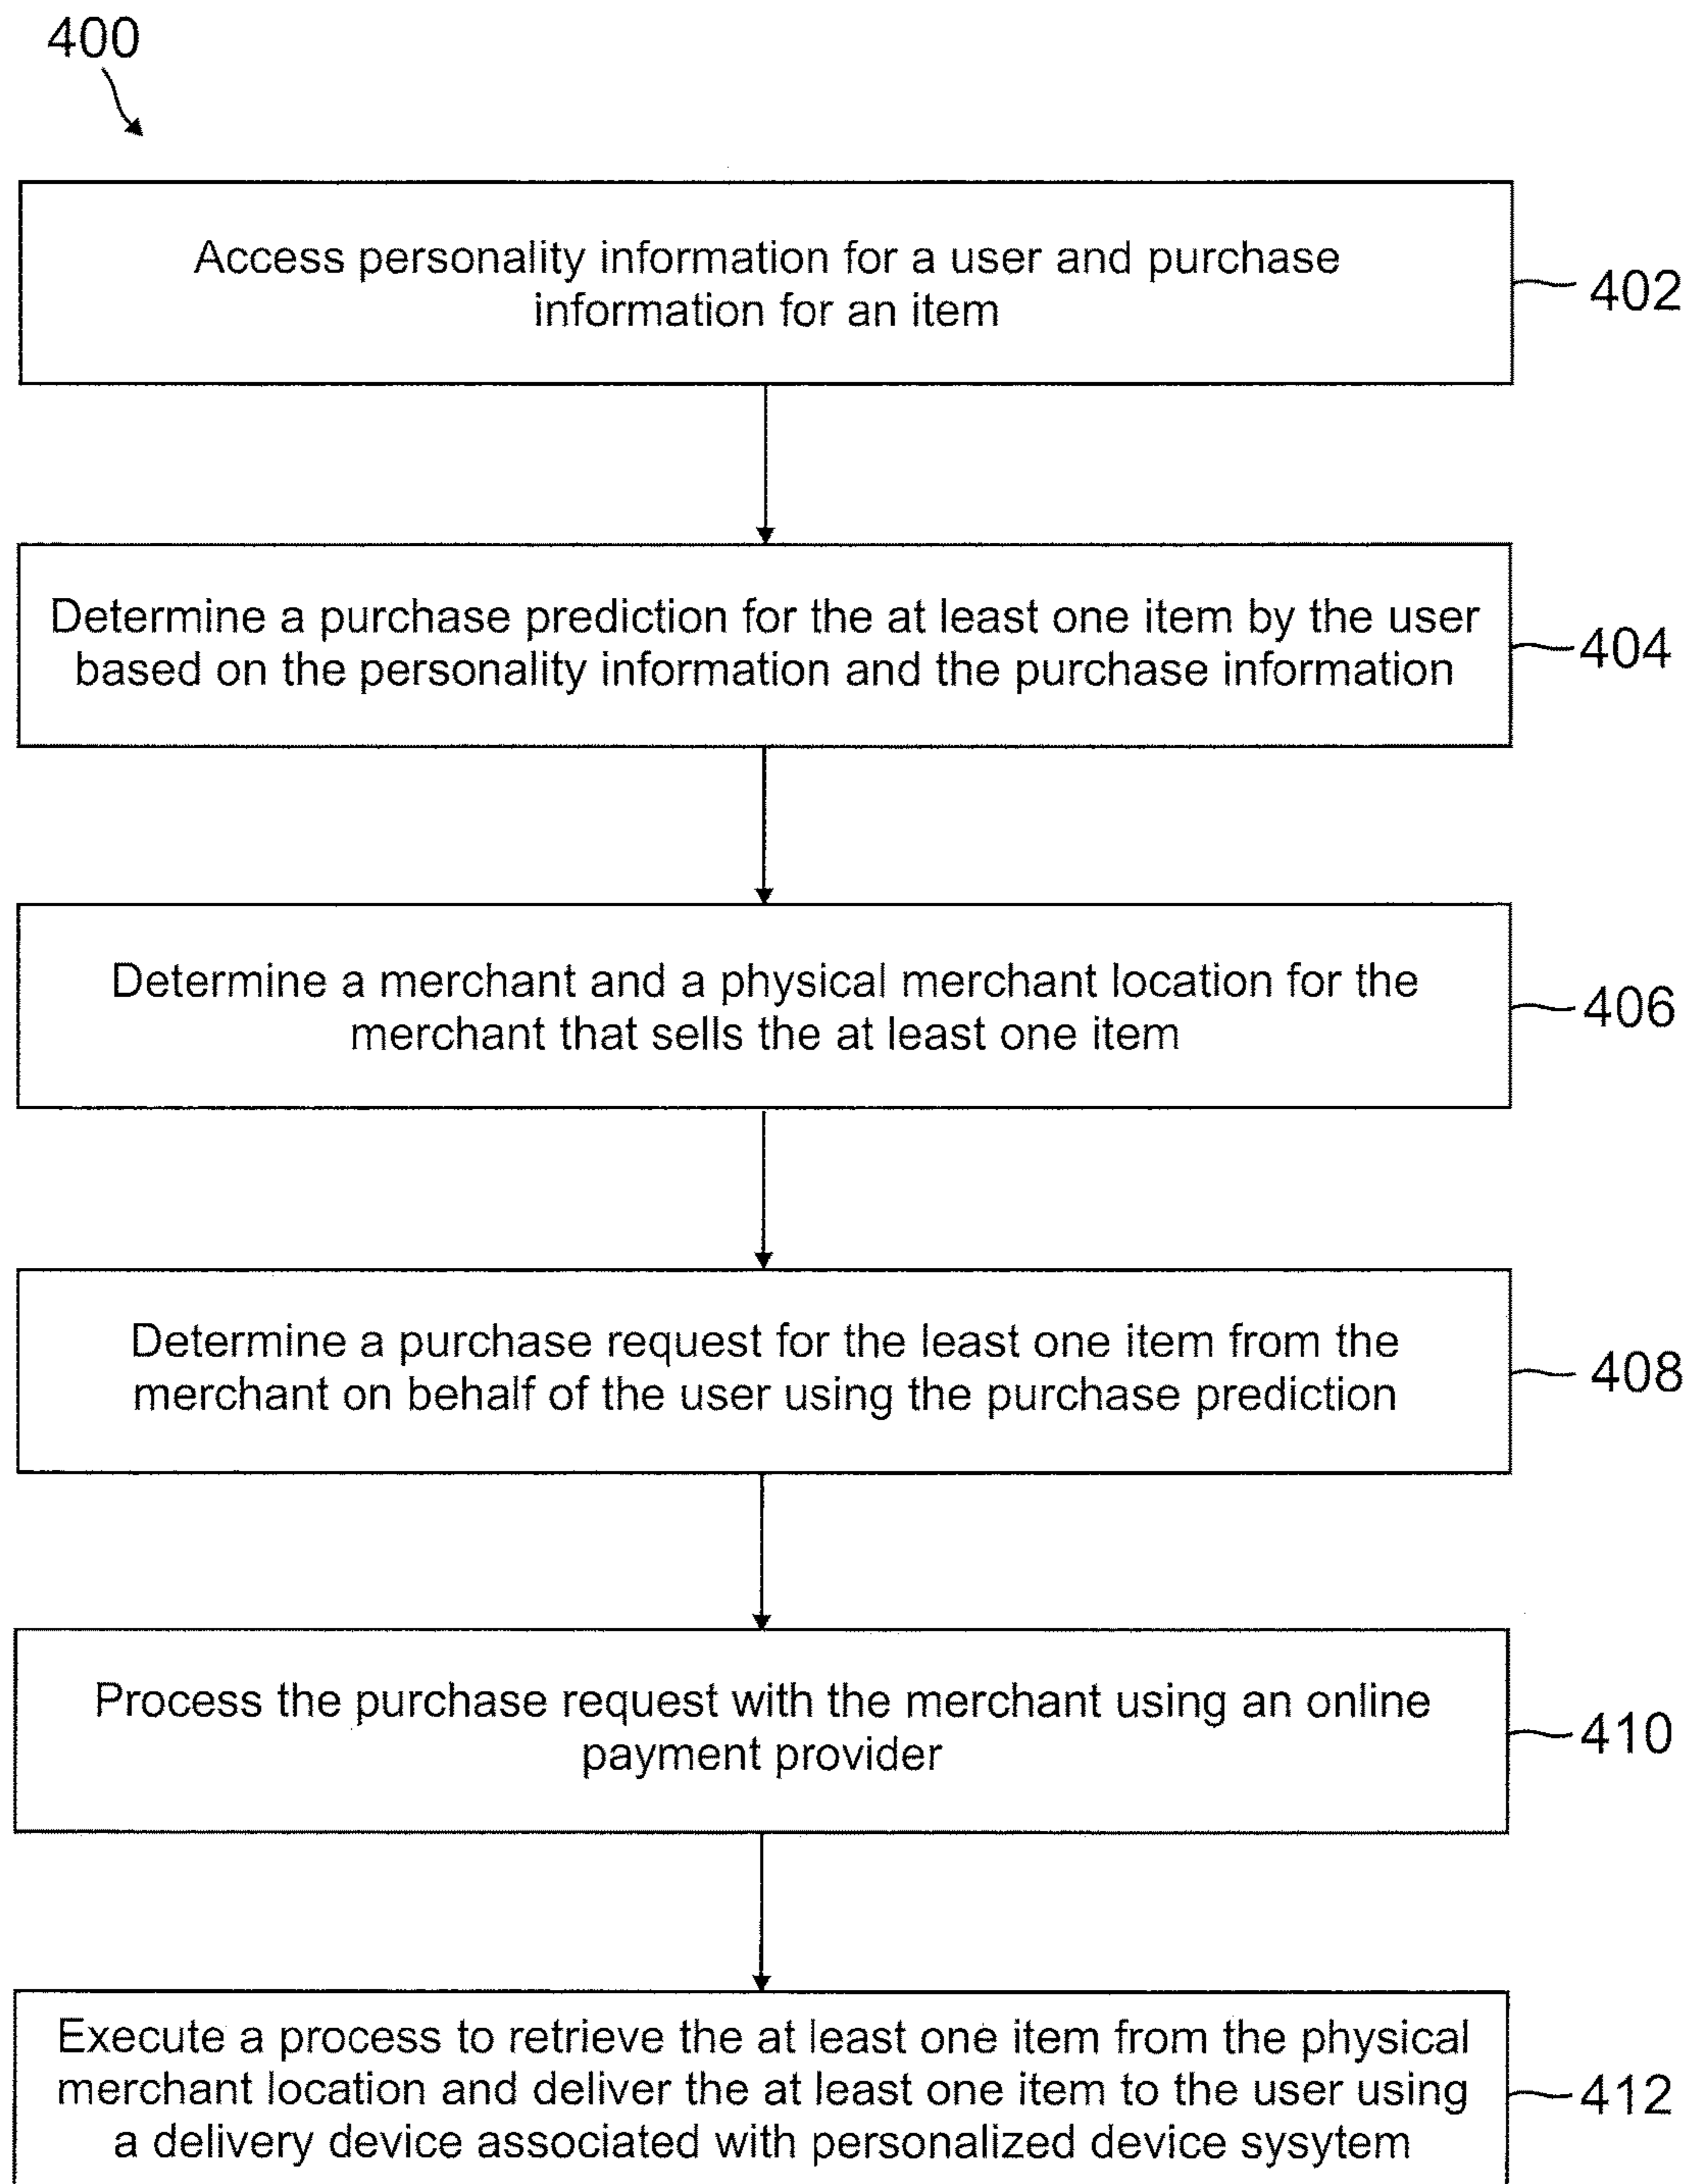 400
Access personality information for a user and purchase
information for an item
402
Determine a purchase prediction for the at least one item by the user
based on the personality information and the purchase information
404
Determine a merchant and a physical merchant location for the
merchant that sells the at least one item
406
Determine a purchase request for the least one item from the
merchant on behalf of the user using the purchase prediction
408
Process the purchase request with the merchant using an online
payment provider
410
Execute a process to retrieve the at least one item from the physical
merchant location and deliver the at least one item to the user using
a delivery device associated with personalized device sysytem
412